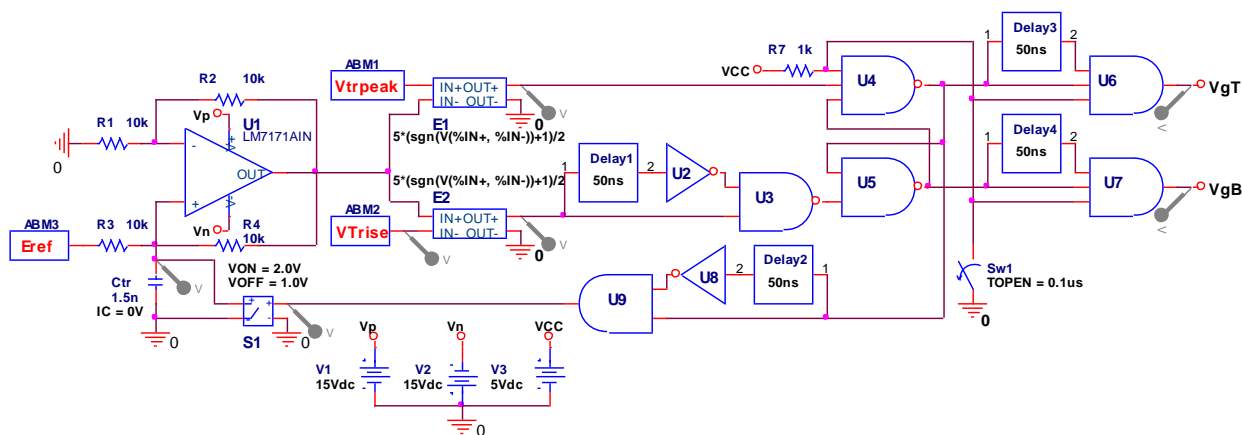 R2 10k
R1 10k
0
Vp
U1
LM7171AIN
V+
OUT
-
+
V-
Vn
R3 10k
R4
10k
ABM3
Eref
Ctr
1.5n
IC = 0V
0
VON = 2.0V
VOFF = 1.0V
S1
0
V
V
ABM1
Vtrpeak
IN+ OUT+
IN- OUT-
E1
0
V
5*(sgn(V(%IN+, %IN-))+1)/2
5*(sgn(V(%IN+, %IN-))+1)/2
E2
ABM2
VTrise
V
IN+ OUT+
IN- OUT-
0
V
1
Delay1
50ns
2
U2
U3
U9
U8
2
Delay2
50ns
1
Vp
V1
15Vdc
Vn
V2
15Vdc
VCC
V3
5Vdc
0
R7 1k
VCC
U4
U5
1
Delay3
50ns
2
U6
VgT
V
1
Delay4
50ns
2
U7
VgB
V
Sw1
TOPEN = 0.1us
0